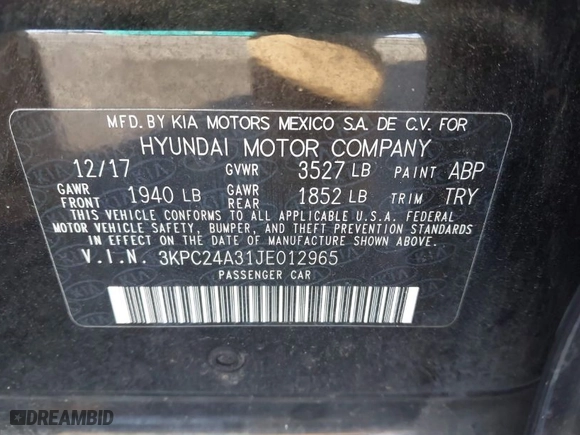 MFD. BY KIA MOTORS MEXICO S.A. DE C.V. FOR
HYUNDAI MOTOR COMPANY
12/17 GVWR 3527 LB PAINT ABP
GAWR FRONT 1940 LB GAWR REAR 1852 LB TRIM TRY
THIS VEHICLE CONFORMS TO ALL APPLICABLE U.S.A. FEDERAL
MOTOR VEHICLE SAFETY, BUMPER, AND THEFT PREVENTION STANDARDS
IN EFFECT ON THE DATE OF MANUFACTURE SHOWN ABOVE.
V.I.N. 3KPC24A31JE012965
PASSENGER CAR
DREAMBID